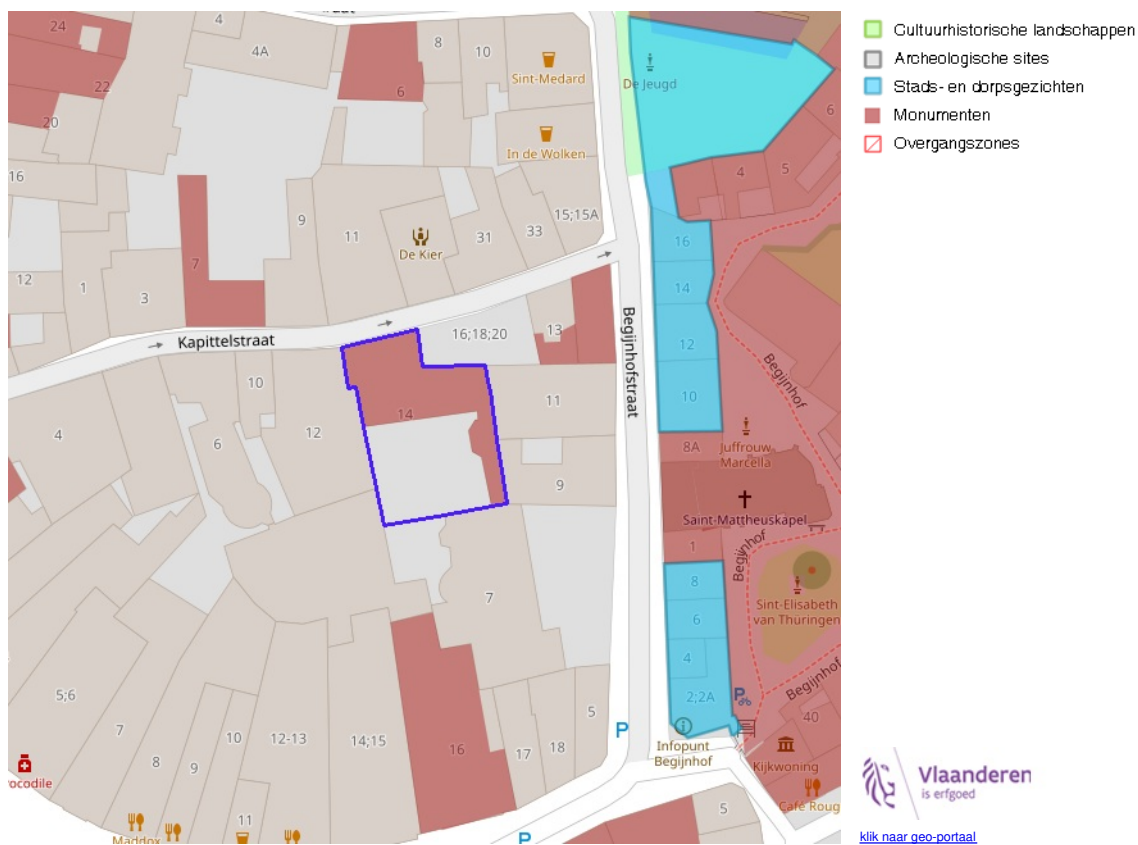 raat
24
4
4A
8
10
Sint-Medard
De Jeugd
22
6
20
In de Wolken
6
4
5
16
15;15A
9
11
31
33
De Kier
16
7
12
1
3
14
Begijnhofstraat
Kapittelstraat
16;18;20
13
12
Begijnhof
10
10
11
14
4
12
6
8A
Juffrouw
Marcella
9
Saint-Mattheuskapel
1
Begijnhof
8
7
Sint-Elisabeth
van Thüringen
6
4
Begijnhof
5;6
2;2A
P
7
10
12-13
14;15
5
P
40
8
9
16
17
18
Infopunt
Begijnhof
Kijkwoning
rocodile
11
5
Café Roug
Maddox
P
Cultuurhistorische landschappen
Archeologische sites
Stads- en dorpsgezichten
Monumenten
Overgangszones
Vlaanderen
is erfgoed
klik naar geo-portaal